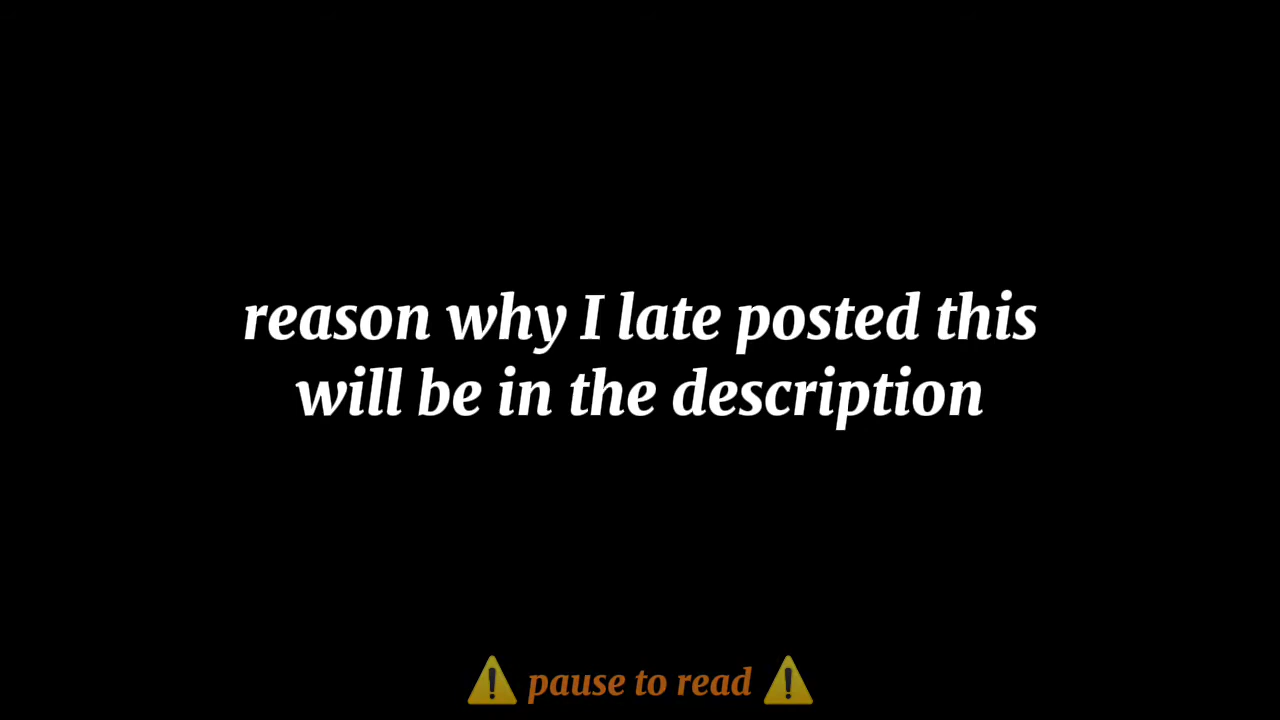 reason why I late posted this
will be in the description
⚠️ pause to read ⚠️